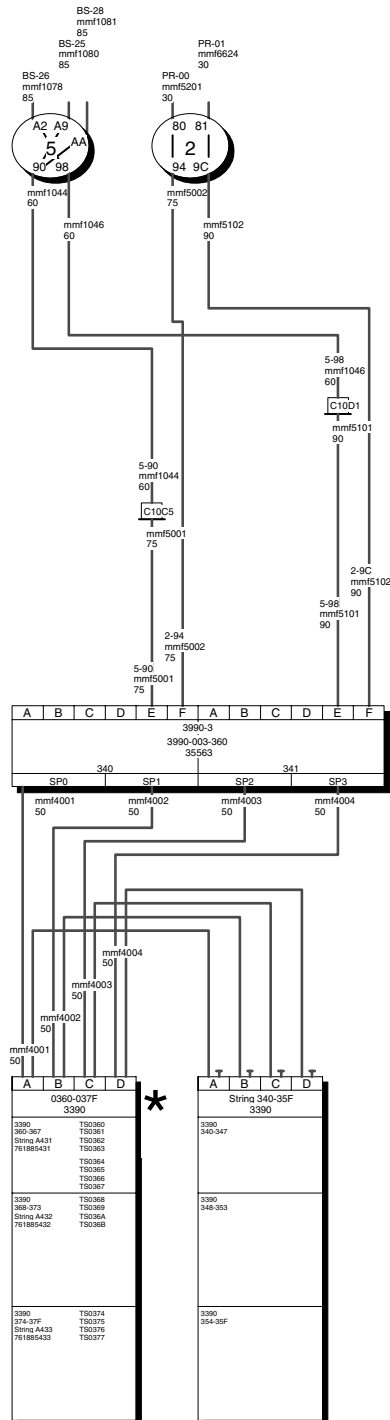 BS-28
mmf1081
85
BS-25
mmf1080
85
BS-26
mmf1078
85
PR-01
mmf6624
30
PR-00
mmf5201
30
A2 A9
5 AA
90 98
80 81
2
94 9C
mmf1044
60
mmf1046
60
mmf5002
75
mmf5102
90
5-98
mmf1046
60
C10D1
mmf5101
90
5-90
mmf1044
60
C10C5
mmf5001
75
2-9C
mmf5102
90
5-98
mmf5101
90
2-94
mmf5002
75
5-90
mmf5001
75
A B C D E F A B C D E F
3990-3
3990-003-360
35563
340 341
SP0 SP1 SP2 SP3
mmf4001
50
mmf4002
50
mmf4003
50
mmf4004
50
mmf4004
50
mmf4003
50
mmf4002
50
mmf4001
50
A B C D
0360-037F
3390
*
3390 TS0360
360-367 TS0361
String A431 TS0362
761885431 TS0363
TS0364
TS0365
TS0366
TS0367
3390 TS0368
368-373 TS0369
String A432 TS036A
761885432 TS036B
3390 TS0374
374-37F TS0375
String A433 TS0376
761885433 TS0377
A B C D
String 340-35F
3390
3390
340-347
3390
348-353
3390
354-35F